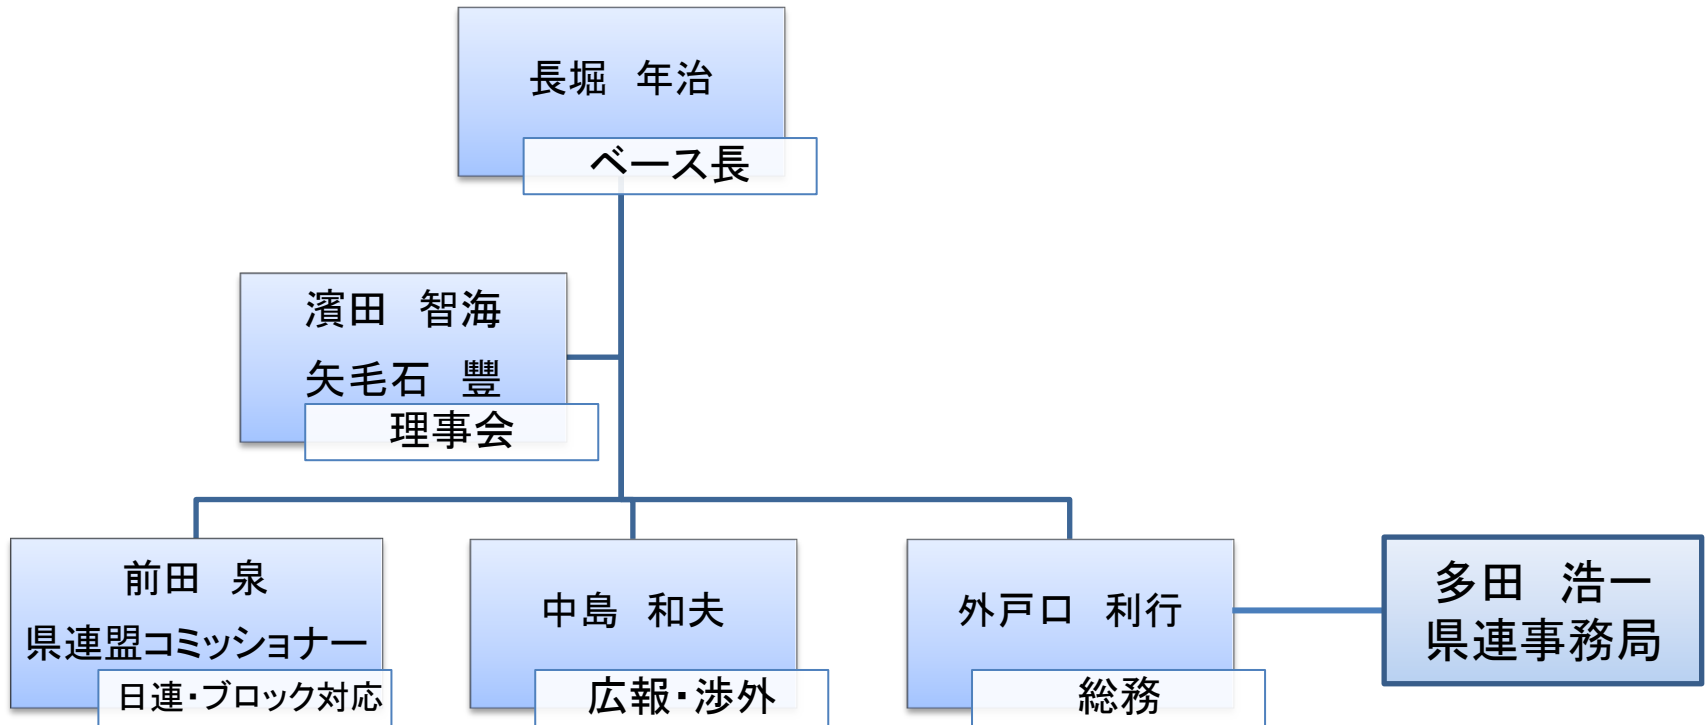 長堀　年治
ベース長
濱田　智海
矢毛石　豐
理事会
前田　泉
県連盟コミッショナー
日連・ブロック対応
中島　和夫
広報・渉外
外戸口　利行
総務
多田　浩一
県連事務局